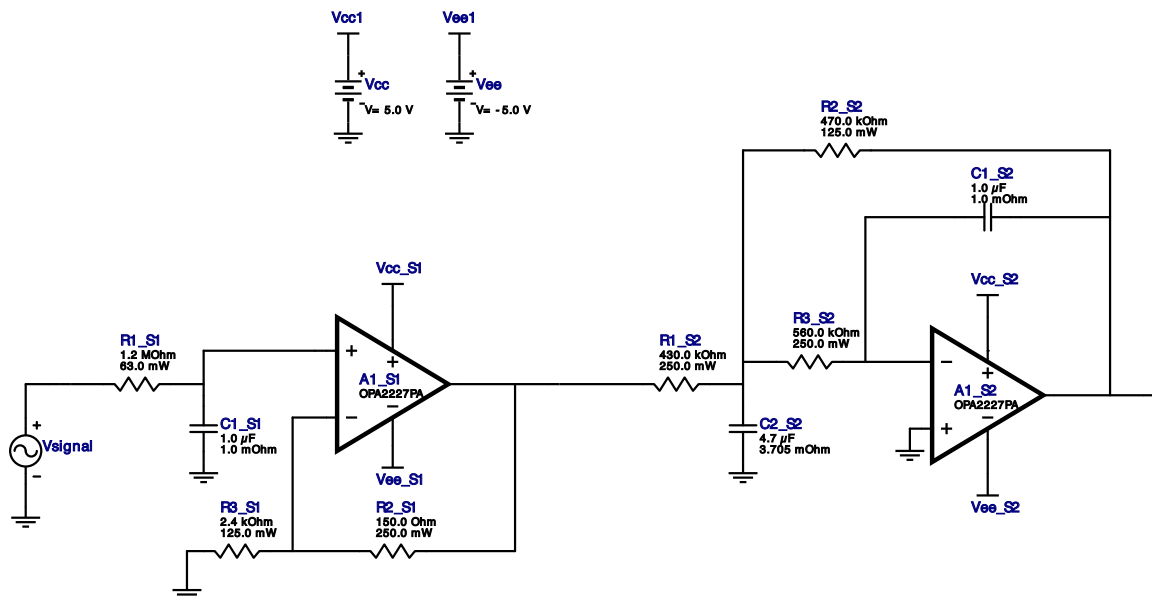 Vcc1
Vee1
+
Vcc
V= 5.0 V
−
+
Vee
V= -5.0 V
−
R2_S2
470.0 kOhm
125.0 mW
C1_S2
1.0 µF
1.0 mOhm
Vcc_S1
Vcc_S2
R1_S1
1.2 MOhm
63.0 mW
R1_S2
430.0 kOhm
250.0 mW
R3_S2
560.0 kOhm
250.0 mW
+
+
A1_S1
OPA2227PA
−
−
−
+
A1_S2
OPA2227PA
−
+
+
Vsignal
−
C1_S1
1.0 µF
1.0 mOhm
C2_S2
4.7 µF
3.705 mOhm
Vee_S1
Vee_S2
R3_S1
2.4 kOhm
125.0 mW
R2_S1
150.0 Ohm
250.0 mW